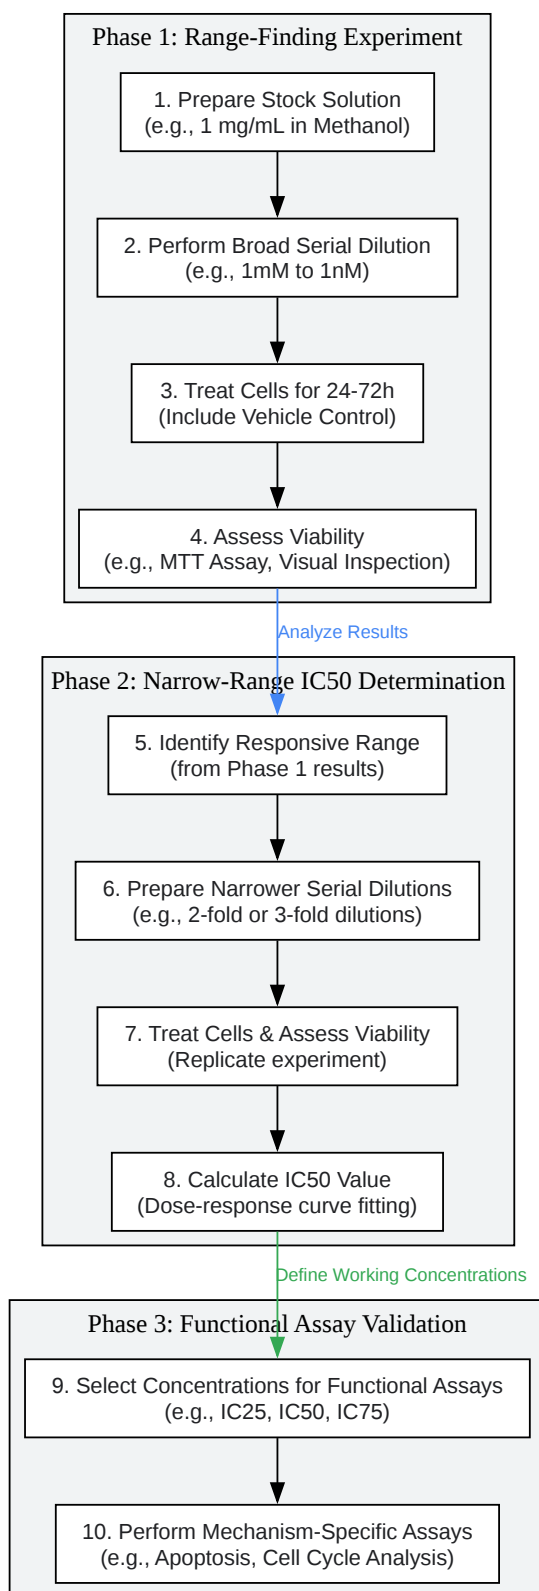 Phase 1: Range-Finding Experiment
1. Prepare Stock Solution
(e.g., 1 mg/mL in Methanol)
2. Perform Broad Serial Dilution
(e.g., 1mM to 1nM)
3. Treat Cells for 24-72h
(Include Vehicle Control)
4. Assess Viability
(e.g., MTT Assay, Visual Inspection)
Analyze Results
Phase 2: Narrow-Range IC50 Determination
5. Identify Responsive Range
(from Phase 1 results)
6. Prepare Narrower Serial Dilutions
(e.g., 2-fold or 3-fold dilutions)
7. Treat Cells & Assess Viability
(Replicate experiment)
8. Calculate IC50 Value
(Dose-response curve fitting)
Define Working Concentrations
Phase 3: Functional Assay Validation
9. Select Concentrations for Functional Assays
(e.g., IC25, IC50, IC75)
10. Perform Mechanism-Specific Assays
(e.g., Apoptosis, Cell Cycle Analysis)